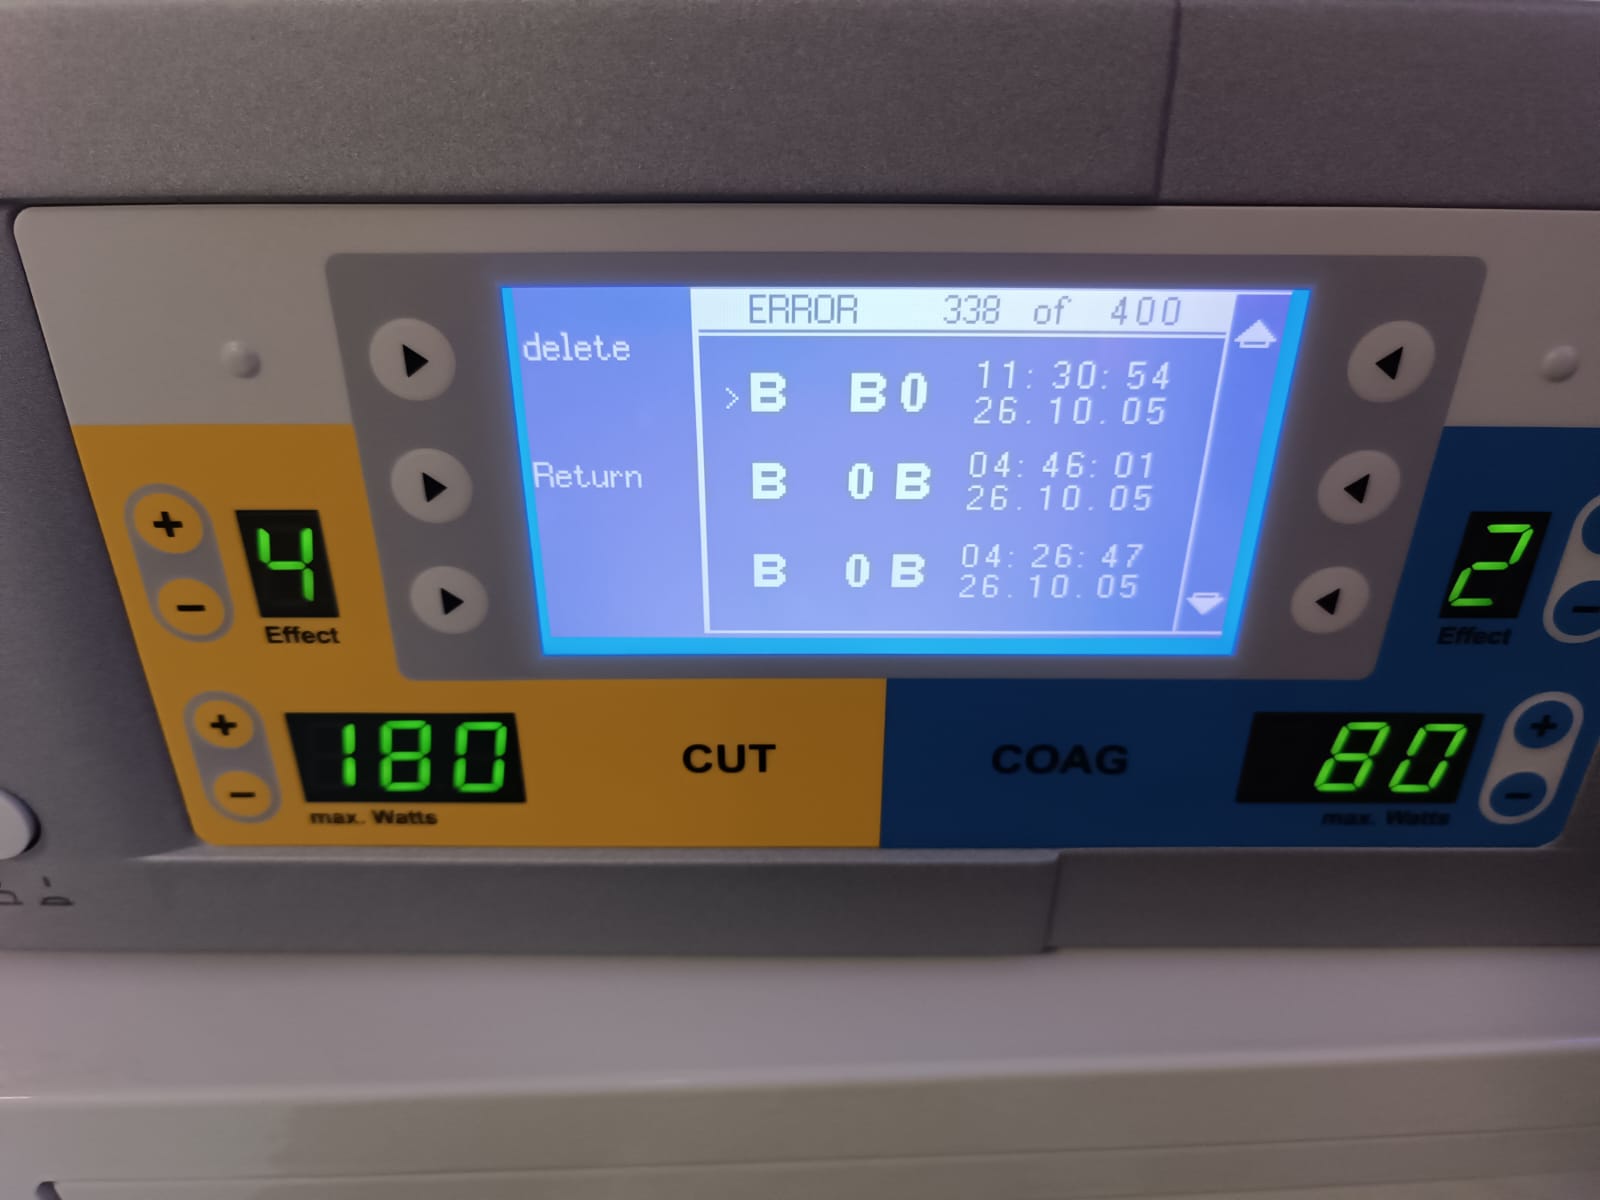 ERROR 338 of 400
delete
>B B0 11:30:54
26.10.05
Return
B 0B 04:46:01
26.10.05
B 0B 04:26:47
26.10.05
+
-
4
Effect
2
Effect
-
+
-
180
max. Watts
CUT
COAG
80
max. Watts
+
-